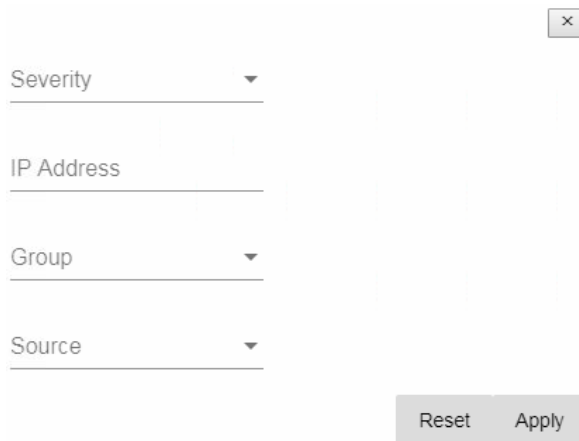 ×
Severity
IP Address
Group
Source
Reset Apply